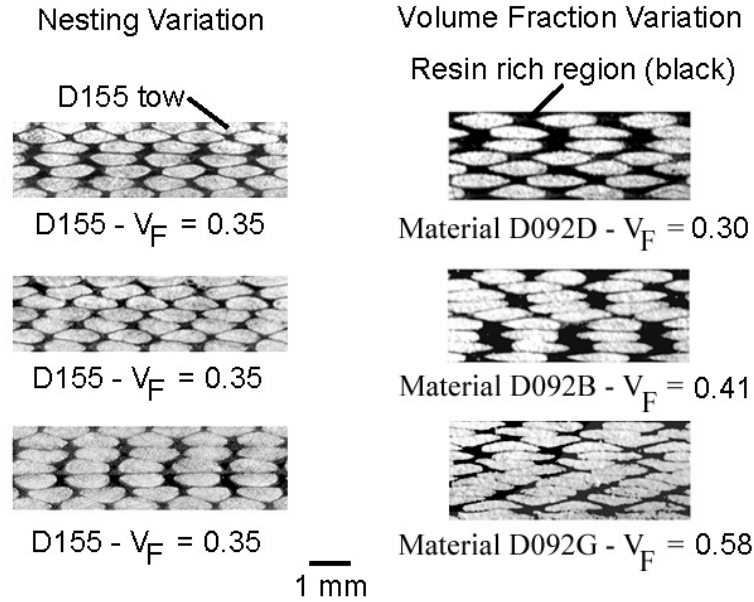 Nesting Variation
D155 tow
D155 - VF = 0.35
D155 - VF = 0.35
D155 - VF = 0.35
1 mm
Volume Fraction Variation
Resin rich region (black)
Material D092D - VF = 0.30
Material D092B - VF = 0.41
Material D092G - VF = 0.58